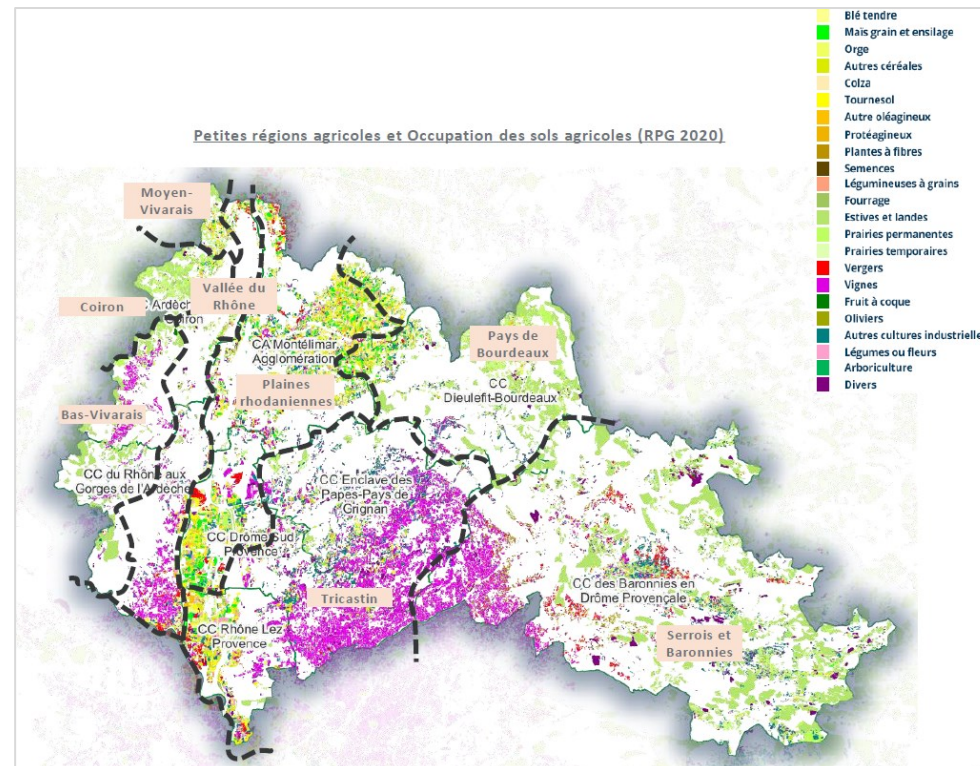 Petites régions agricoles et Occupation des sols agricoles (RPG 2020)
Blé tendre
Maïs grain et ensilage
Orge
Autres céréales
Colza
Tournesol
Autre oléagineux
Protéagineux
Plantes à fibres
Semences
Légumineuses à grains
Fourrage
Estives et landes
Prairies permanentes
Prairies temporaires
Vergers
Vignes
Fruit à coque
Oliviers
Autres cultures industrielle
Légumes ou fleurs
Arboriculture
Divers
Moyen-
Vivarais
Coiron
Vallée du
Rhône
CA Montélimar
Agglomération
Pays de
Bourdeaux
CC
Dieulefit-Bourdeaux
Plaines
rhodaniennes
Bas-Vivarais
CC du Rhône aux
Gorges de l'Ardèche
CC Enclave des
Papes-Pays de
Grignan
CC Drôme Sud
Provence
CC des Baronnies en
Drôme Provençale
Tricastin
CC Rhône Lez
Provence
Serrois et
Baronnies